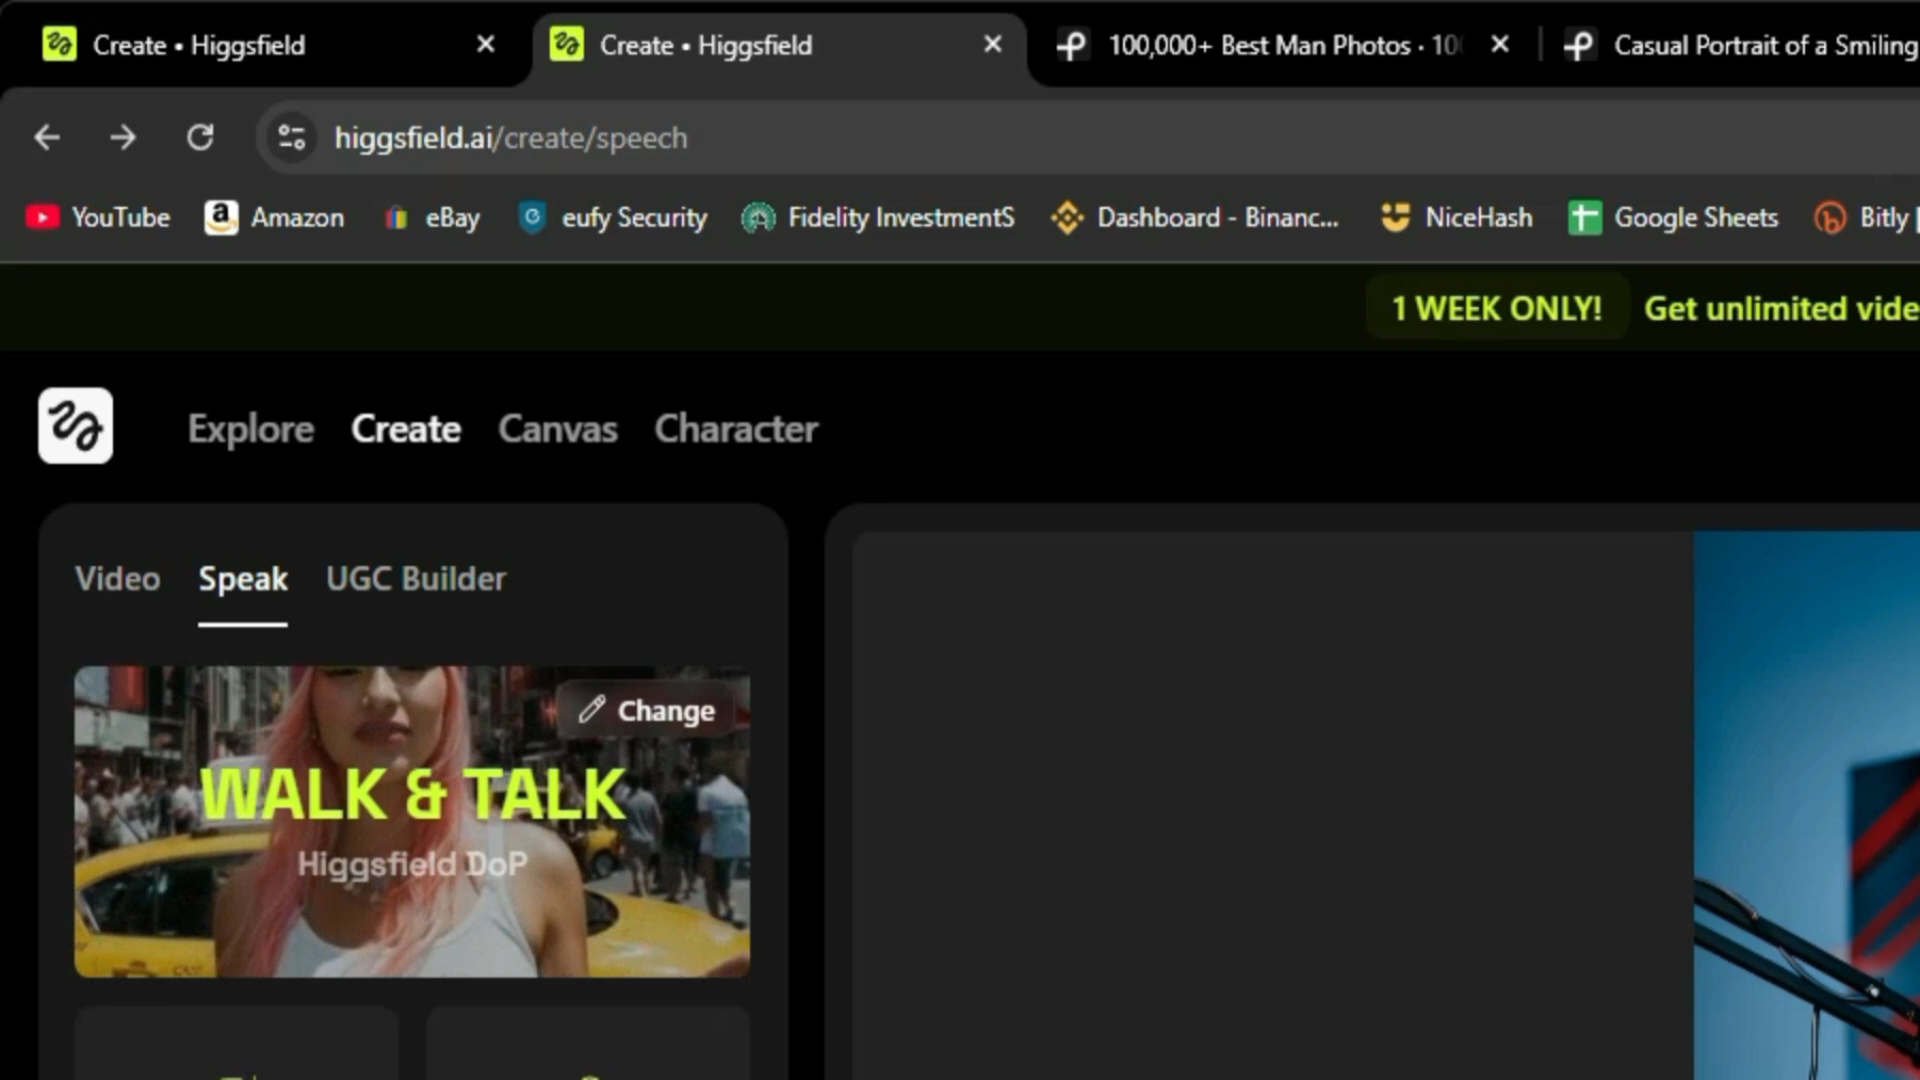 Create • Higgsfield
Create • Higgsfield
100,000+ Best Man Photos · 10
Casual Portrait of a Smiling
higgsfield.ai/create/speech
YouTube
Amazon
eBay
eufy Security
Fidelity InvestmentS
Dashboard - Binanc...
NiceHash
Google Sheets
Bitly |
1 WEEK ONLY!
Get unlimited vide
Explore
Create
Canvas
Character
Video
Speak
UGC Builder
Change
WALK & TALK
Higgsfield DoP